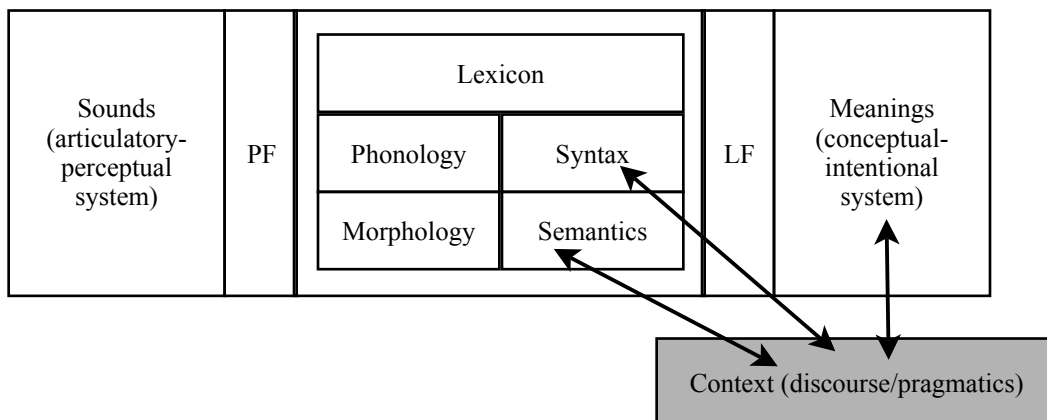 Lexicon
Sounds
(articulatory-
perceptual
system)
PF
Phonology
Syntax
Morphology
Semantics
LF
Meanings
(conceptual-
intentional
system)
Context (discourse/pragmatics)